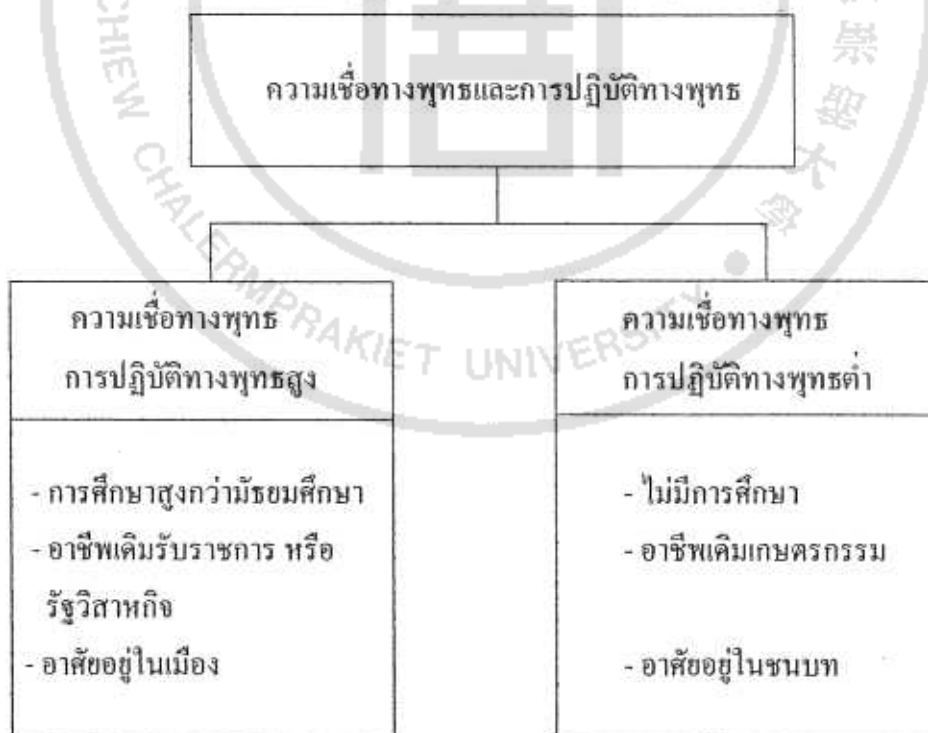 ความเชื่อทางพุทธและการปฏิบัติทางพุทธ
ความเชื่อทางพุทธ
การปฏิบัติทางพุทธสูง
- การศึกษาสูงกว่ามัธยมศึกษา
- อาชีพเดิมรับราชการ หรือ
รัฐวิสาหกิจ
- อาศัยอยู่ในเมือง
ความเชื่อทางพุทธ
การปฏิบัติทางพุทธต่ำ
- ไม่มีการศึกษา
- อาชีพเดิมเกษตรกรรม
- อาศัยอยู่ในชนบท
CHIEW CHALERMPRAKIET UNIVERSITY
崇聖大學